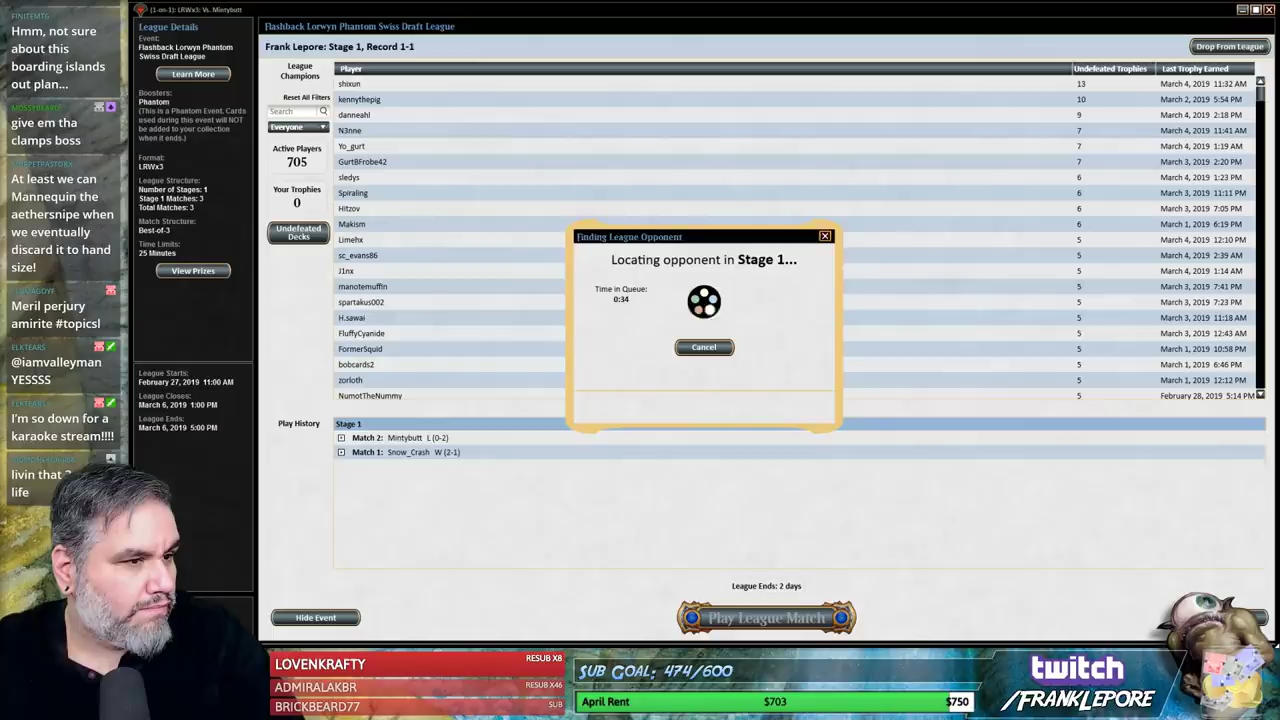 FINITEMTG
Hmm, not sure
about this
boarding islands
out plan...
give em tha
clamps boss
At least we can
Mannequin the
aethersnipe when
we eventually
discard it to hand
size!
Meril perjury
amirite #topicsl
ELKTEARS
@iamvalleyman
YESSSS
ELKTEARS
I'm so down for a
karaoke stream!!!!
livin that
life
(1-on-1): LRWx3: Vs. Mintybutt
League Details
Event:
Flashback Lorwyn Phantom
Swiss Draft League
Learn More
Boosters:
Phantom
(This is a Phantom Event. Cards
used during this event will NOT
be added to your collection
when it ends.)
Format:
LRWx3
League Structure:
Number of Stages: 1
Stage 1 Matches: 3
Total Matches: 3
Match Structure:
Best-of-3
Time Limits:
25 Minutes
View Prizes
League Starts:
February 27, 2019 11:00 AM
League Closes:
March 6, 2019 1:00 PM
League Ends:
March 6, 2019 5:00 PM
Flashback Lorwyn Phantom Swiss Draft League
Frank Lepore: Stage 1, Record 1-1
Drop From League
League
Champions
Reset All Filters
Search
Everyone
Active Players
705
Your Trophies
0
Undefeated
Decks
Player Undefeated Trophies Last Trophy Earned
shixun 13 March 4, 2019 11:32 AM
kennythepig 10 March 2, 2019 5:54 PM
danneahl 9 March 4, 2019 2:18 PM
N3nne 7 March 4, 2019 11:41 AM
Yo_gurt 7 March 4, 2019 1:19 AM
GurtBFrobe42 7 March 3, 2019 2:20 PM
sledys 6 March 4, 2019 1:23 PM
Spiraling 6 March 3, 2019 11:11 PM
Hitzov 6 March 3, 2019 7:05 PM
Makism 6 March 1, 2019 6:19 PM
Limehx 5 March 4, 2019 12:10 PM
sc_evans86 5 March 4, 2019 2:39 AM
J1nx 5 March 4, 2019 1:14 AM
manotemuffin 5 March 3, 2019 7:41 PM
spartakus002 5 March 3, 2019 7:23 PM
H.sawai 5 March 3, 2019 11:18 AM
FluffyCyanide 5 March 3, 2019 12:43 AM
FormerSquid 5 March 1, 2019 10:58 PM
bobcards2 5 March 1, 2019 6:46 PM
zorloth 5 March 1, 2019 12:12 PM
NumotTheNummy 5 February 28, 2019 5:14 PM
Finding League Opponent
Locating opponent in Stage 1...
Time in Queue:
0:34
Cancel
Play History
Stage 1
Match 2: Mintybutt L (0-2)
Match 1: Snow_Crash W (2-1)
League Ends: 2 days
Hide Event
Play League Match
LOVENKRAFTY RESUB X8
ADMIRALAKBR RESUB X46
BRICKBEARD77 SUB
SUB GOAL: 474/600
April Rent $703 $750
twitch
/FRANKLEPORE